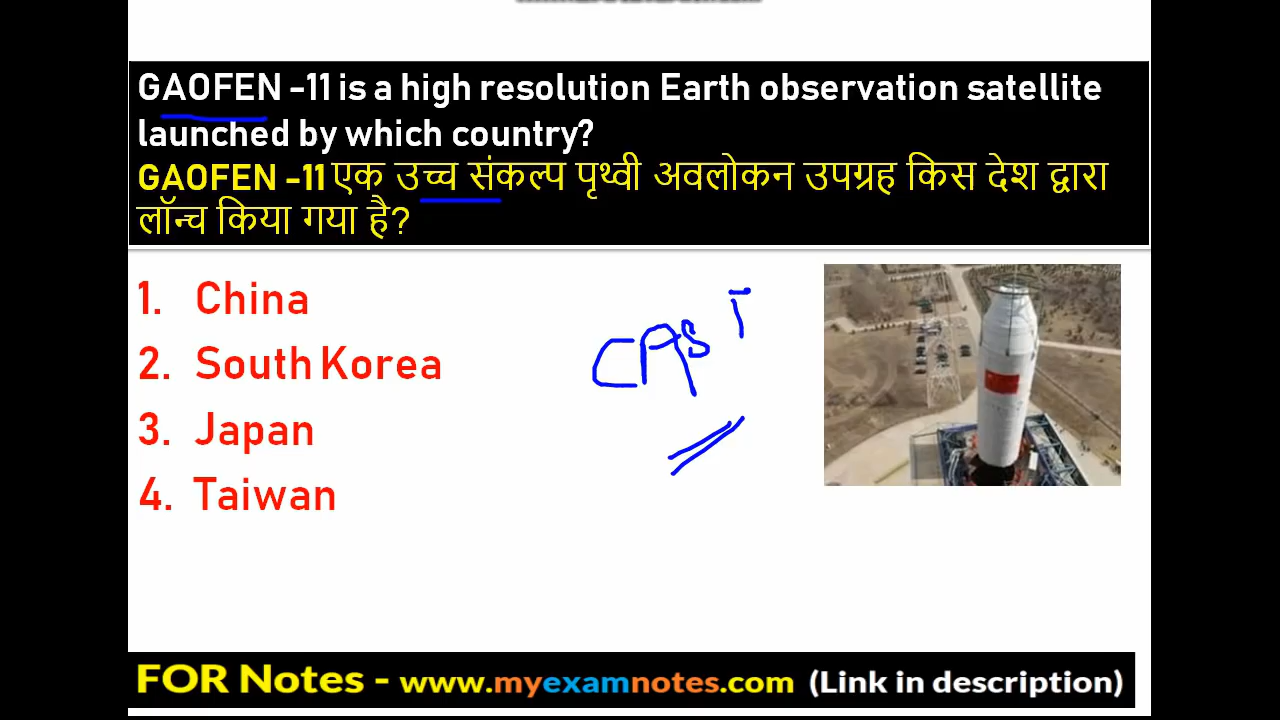 GAOFEN -11 is a high resolution Earth observation satellite
launched by which country?
GAOFEN -11 एक उच्च संकल्प पृथ्वी अवलोकन उपग्रह किस देश द्वारा
लॉन्च किया गया है?
1. China
2. South Korea
3. Japan
4. Taiwan
CAST
FOR Notes - www.myexamnotes.com (Link in description)